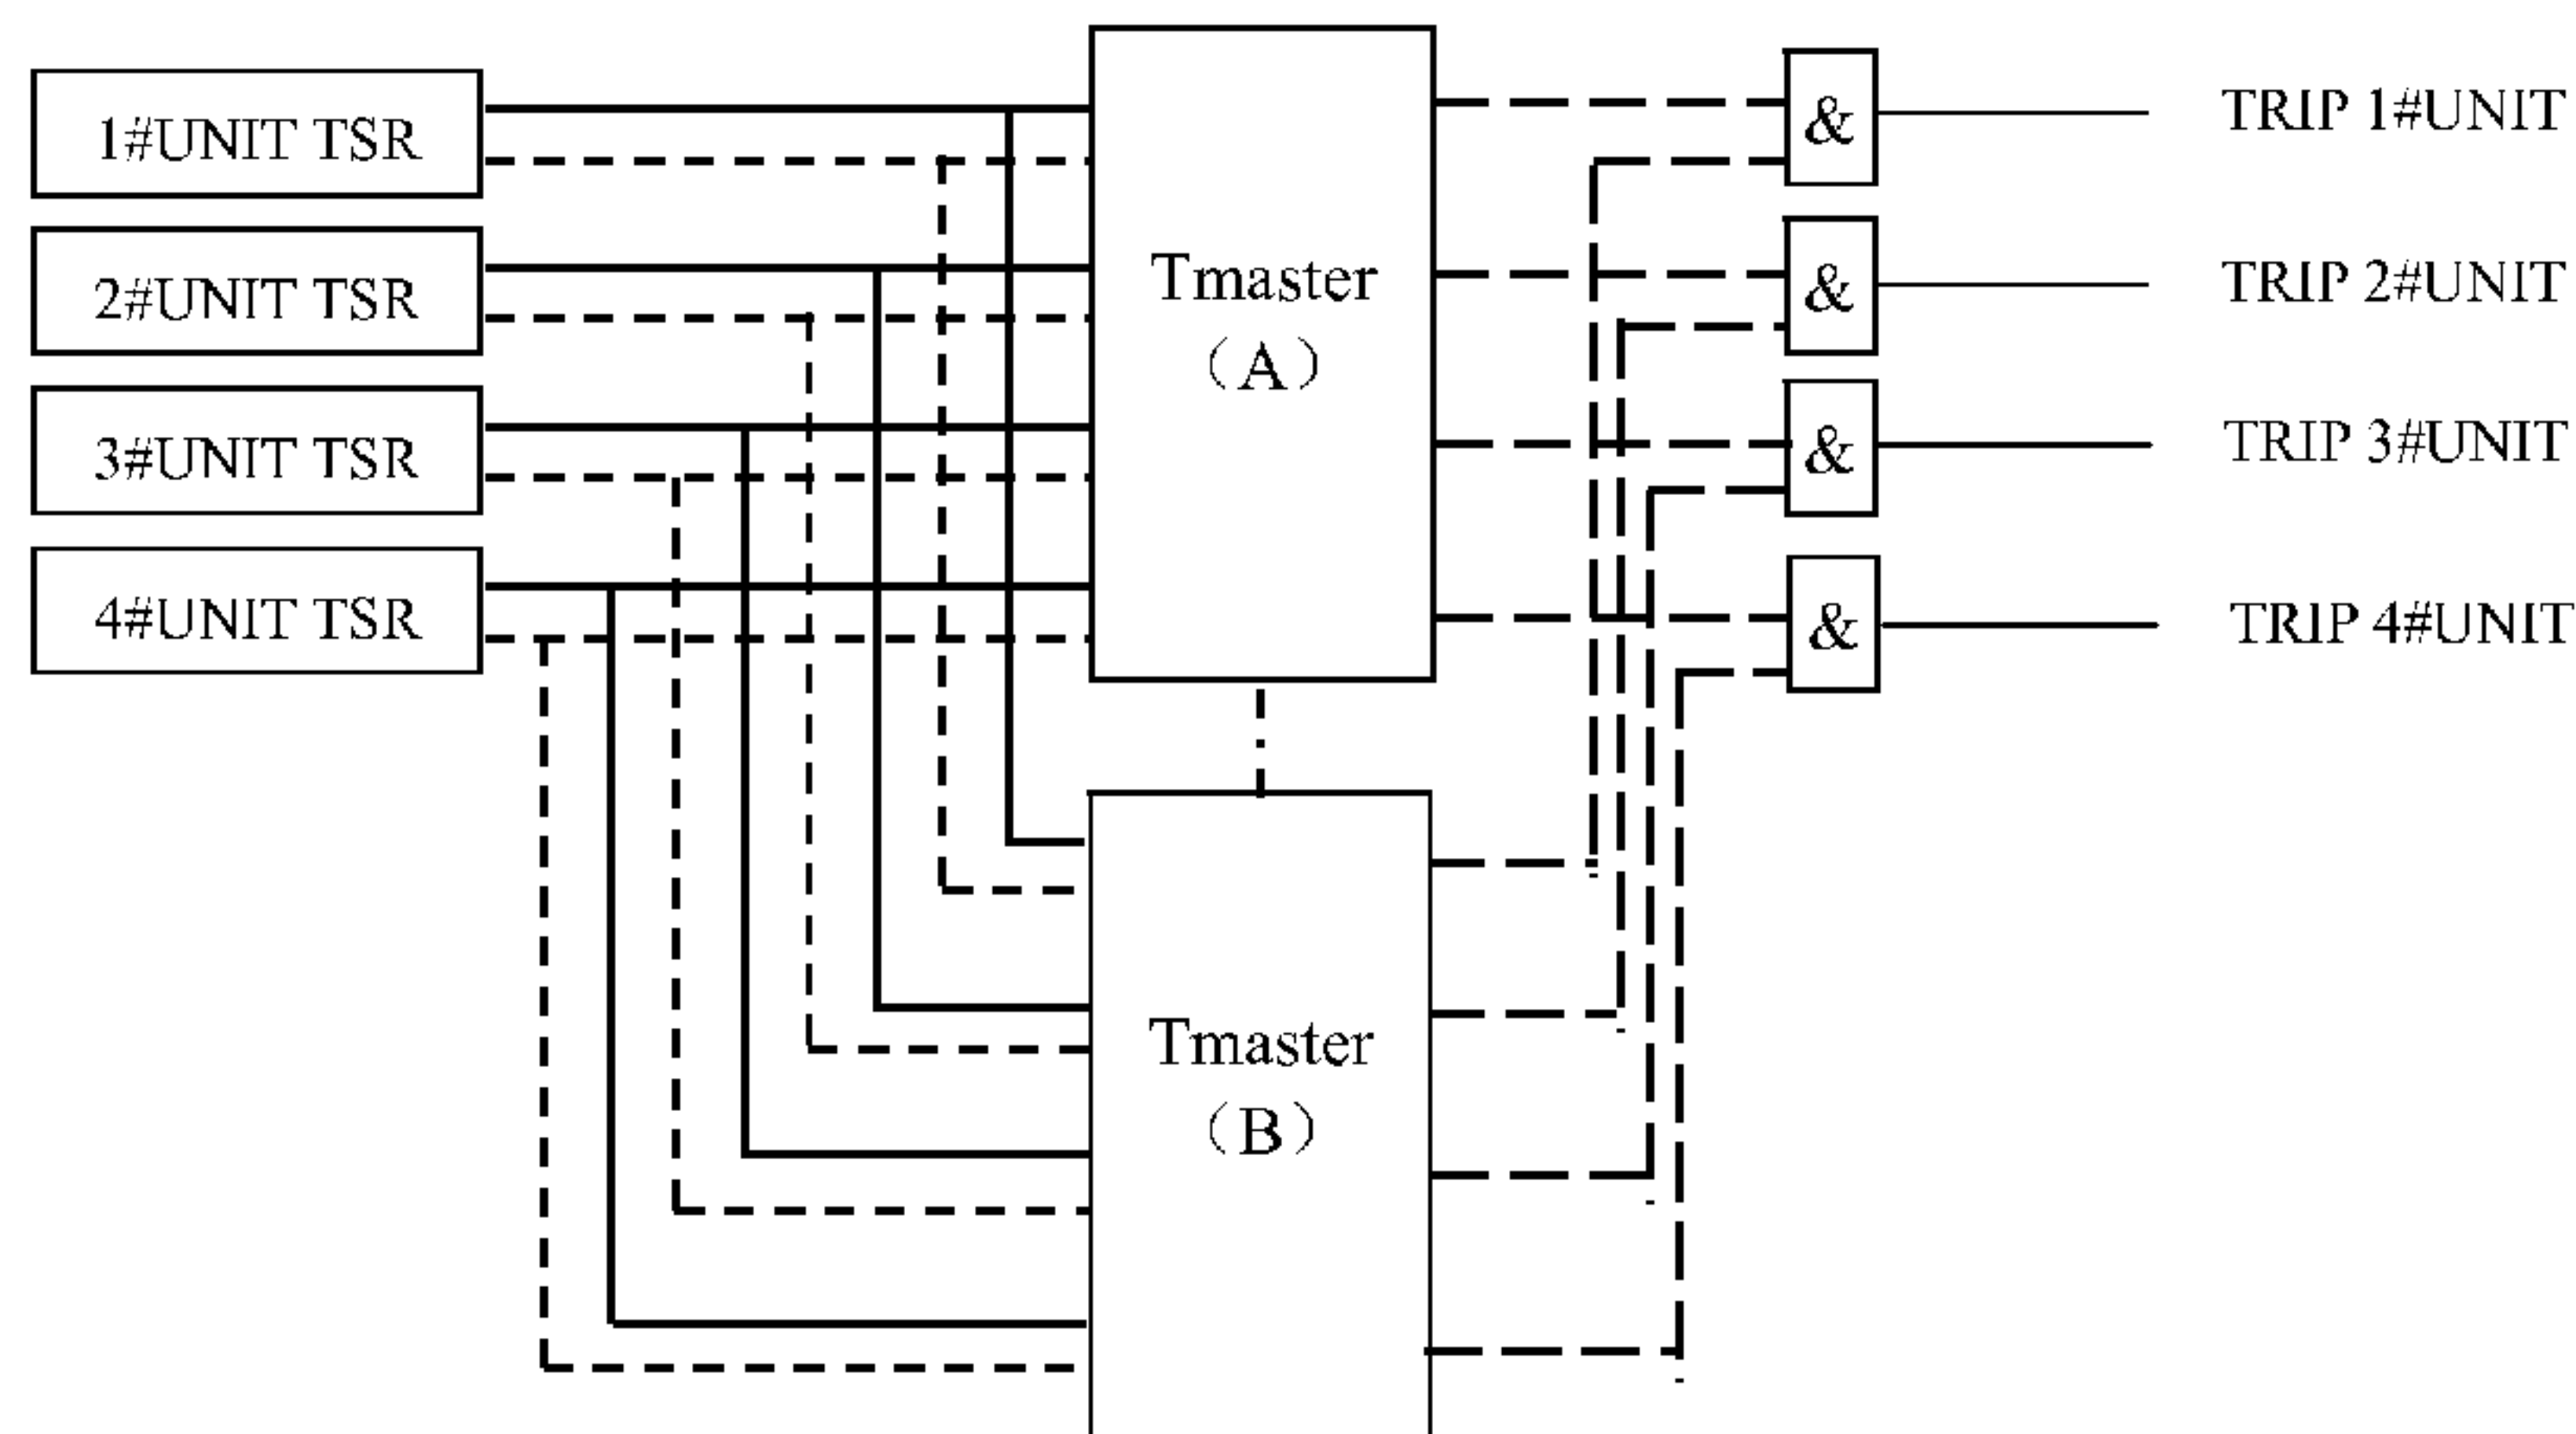 1#UNIT TSR
2#UNIT TSR
3#UNIT TSR
4#UNIT TSR
Tmaster
（A）
Tmaster
（B）
&
&
&
&
TRIP 1#UNIT
TRIP 2#UNIT
TRIP 3#UNIT
TRIP 4#UNIT